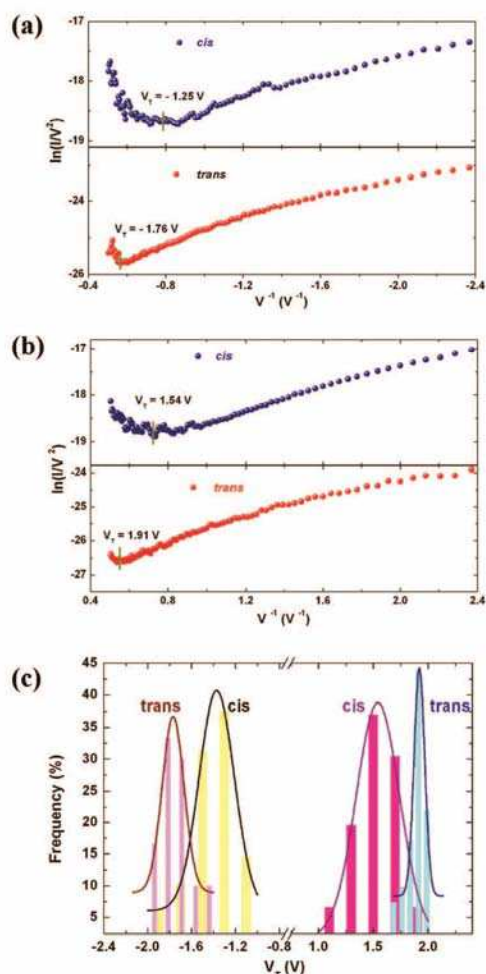 (a)
-17
cis
V_T = - 1.25 V
-18
-19
ln(I/V²)
trans
-24
V_T = - 1.76 V
-26
-0.4 -0.8 -1.2 -1.6 -2.0 -2.4
V ⁻¹ (V⁻¹)
(b)
-17
cis
-18
V_T = 1.54 V
-19
ln(I/V²)
-24
trans
-25
V_T = 1.91 V
-26
-27
0.4 0.8 1.2 1.6 2.0 2.4
V ⁻¹ (V⁻¹)
(c)
45
trans cis cis trans
40
35
30
25
20
15
10
5
Frequency (%)
-2.4 -2.0 -1.6 -1.2 -0.8 1.0 1.5 2.0
V_T (V)